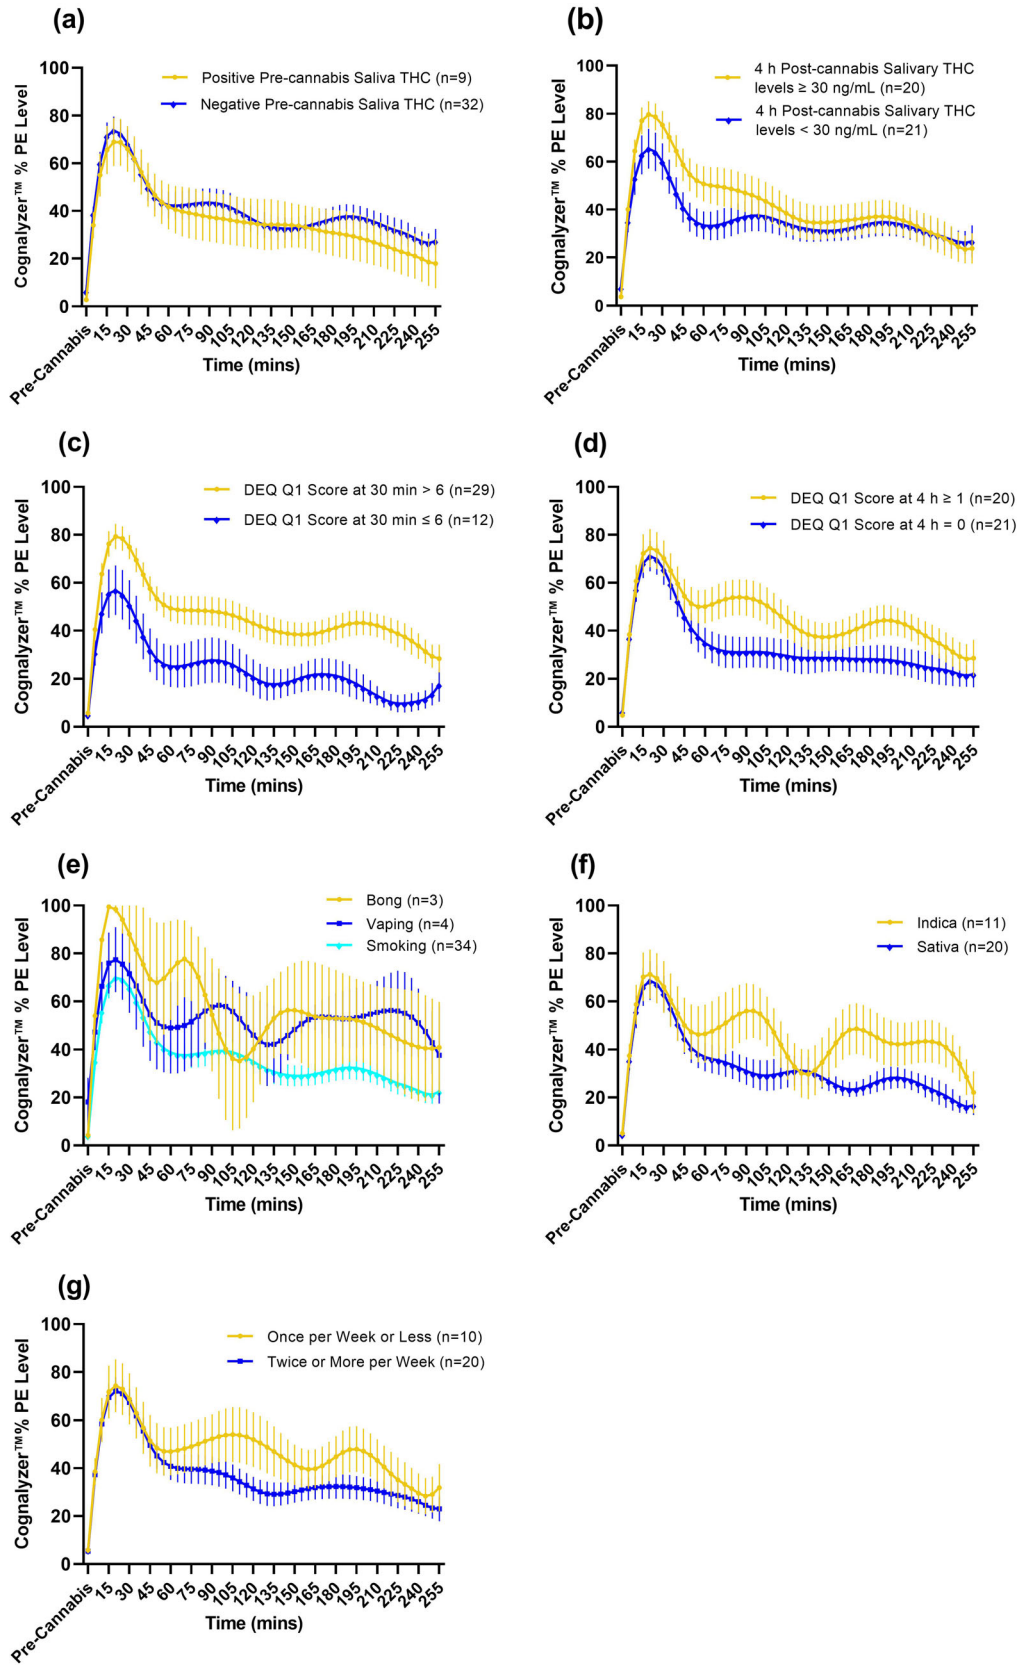 (a)
Cognalyzer™ % PE Level
100
80
60
40
20
0
Positive Pre-cannabis Saliva THC (n=9)
Negative Pre-cannabis Saliva THC (n=32)
Pre-Cannabis 15 30 45 60 75 90 105 120 135 150 165 180 195 210 225 240 255
Time (mins)
(b)
Cognalyzer™ % PE Level
100
80
60
40
20
0
4 h Post-cannabis Salivary THC
levels ≥ 30 ng/mL (n=20)
4 h Post-cannabis Salivary THC
levels < 30 ng/mL (n=21)
Pre-Cannabis 15 30 45 60 75 90 105 120 135 150 165 180 195 210 225 240 255
Time (mins)
(c)
Cognalyzer™ % PE Level
100
80
60
40
20
0
DEQ Q1 Score at 30 min > 6 (n=29)
DEQ Q1 Score at 30 min ≤ 6 (n=12)
Pre-Cannabis 15 30 45 60 75 90 105 120 135 150 165 180 195 210 225 240 255
Time (mins)
(d)
Cognalyzer™ % PE Level
100
80
60
40
20
0
DEQ Q1 Score at 4 h ≥ 1 (n=20)
DEQ Q1 Score at 4 h = 0 (n=21)
Pre-Cannabis 15 30 45 60 75 90 105 120 135 150 165 180 195 210 225 240 255
Time (mins)
(e)
Cognalyzer™ % PE Level
100
80
60
40
20
0
Bong (n=3)
Vaping (n=4)
Smoking (n=34)
Pre-Cannabis 15 30 45 60 75 90 105 120 135 150 165 180 195 210 225 240 255
Time (mins)
(f)
Cognalyzer™ % PE Level
100
80
60
40
20
0
Indica (n=11)
Sativa (n=20)
Pre-Cannabis 15 30 45 60 75 90 105 120 135 150 165 180 195 210 225 240 255
Time (mins)
(g)
Cognalyzer™% PE Level
100
80
60
40
20
0
Once per Week or Less (n=10)
Twice or More per Week (n=20)
Pre-Cannabis 15 30 45 60 75 90 105 120 135 150 165 180 195 210 225 240 255
Time (mins)